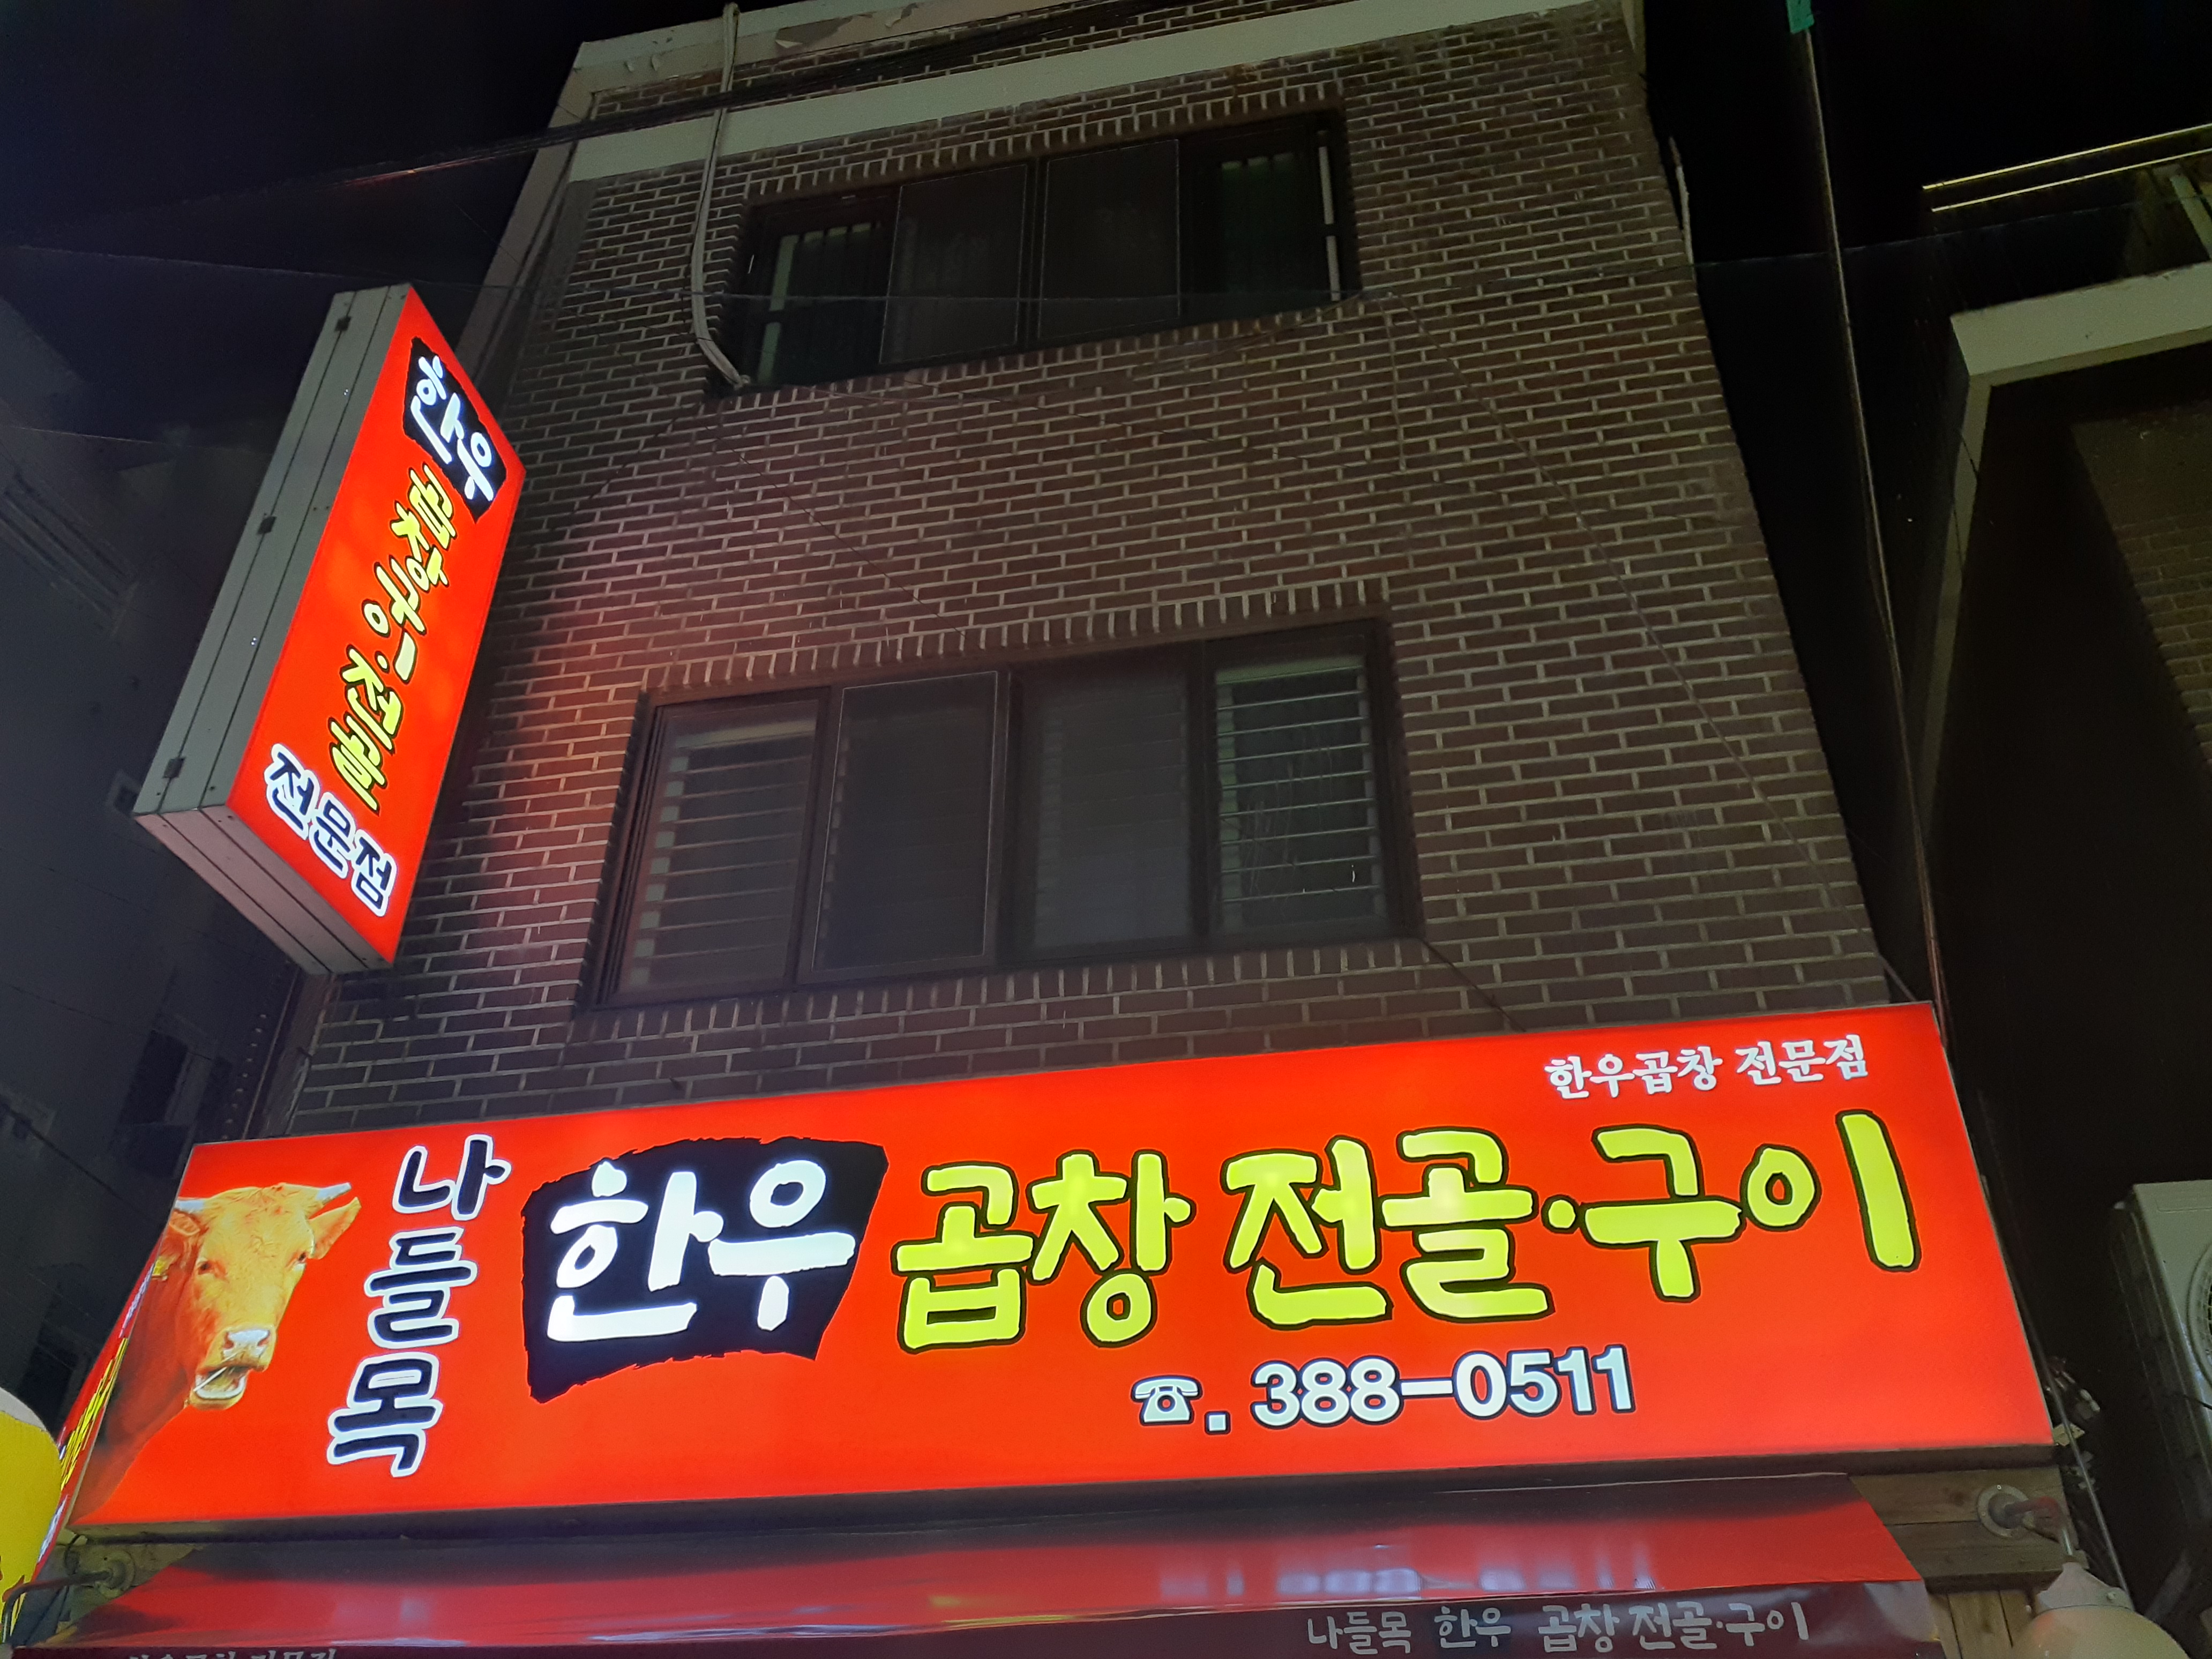 한우
곱창·전골
전문점
한우곱창 전문점
나들목
한우 곱창 전골·구이
☎. 388-0511
나들목 한우 곱창 전골·구이